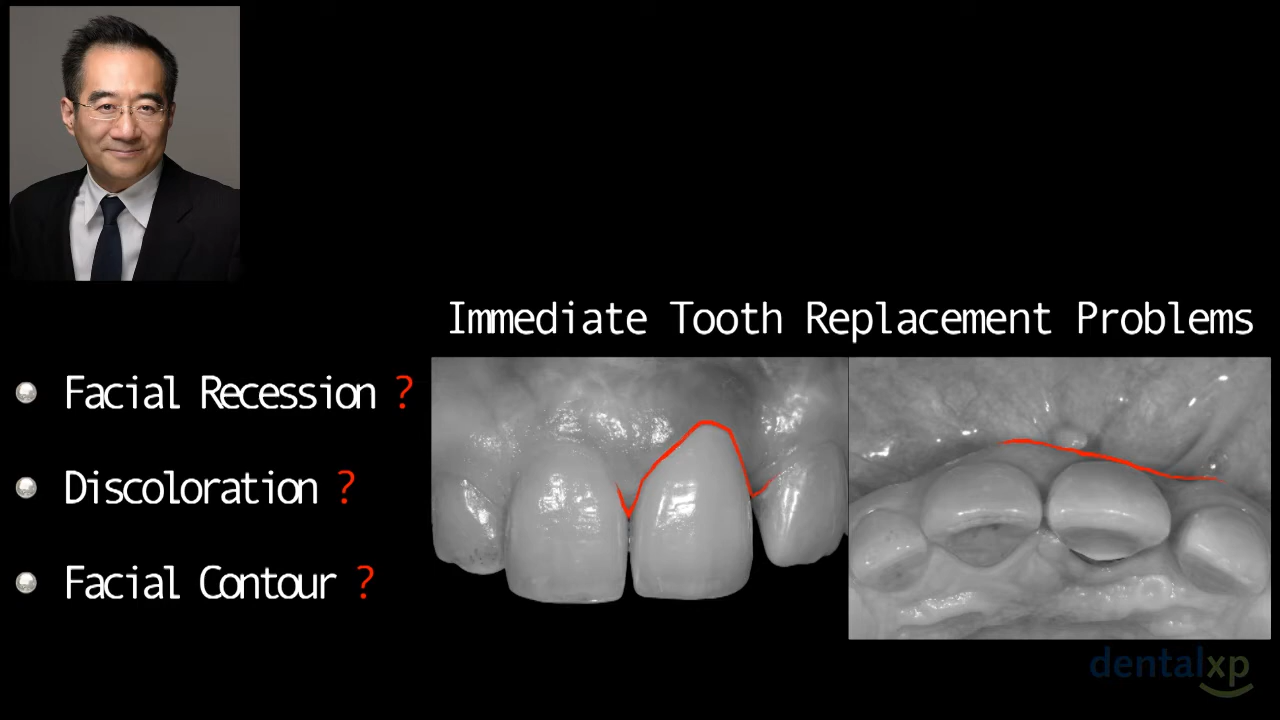 Immediate Tooth Replacement Problems
Facial Recession ?
Discoloration ?
Facial Contour ?
dentalxp